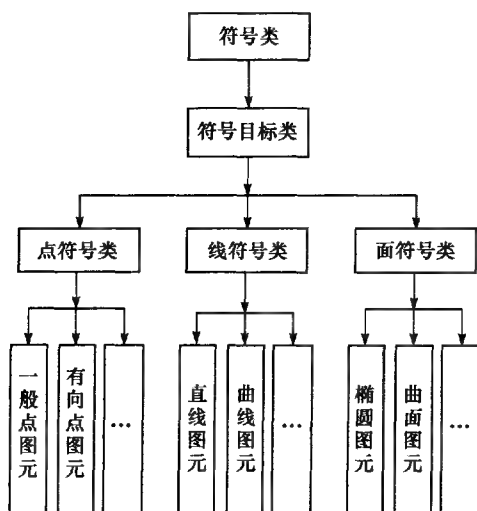 符号类
符号目标类
点符号类
线符号类
面符号类
一般点图元
有向点图元
…
直线图元
曲线图元
…
椭圆图元
曲面图元
…